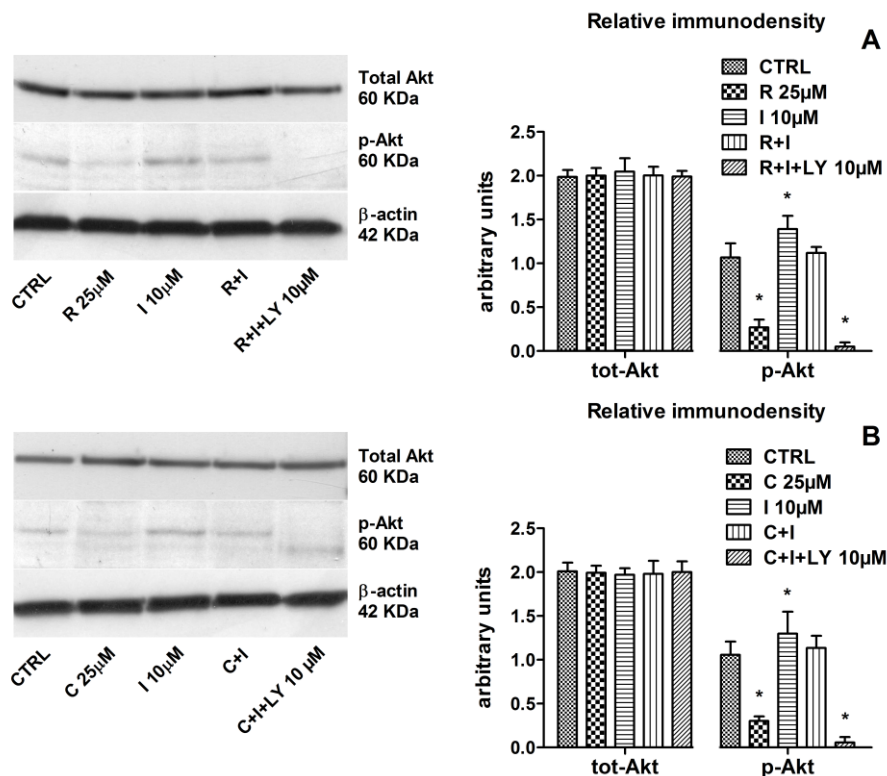 Relative immunodensity
A
Total Akt
60 KDa
p-Akt
60 KDa
β-actin
42 KDa
CTRL
R 25μM
I 10μM
R+I
R+I+LY 10μM
CTRL
R 25μM
I 10μM
R+I
R+I+LY 10μM
arbitrary units
2.5
2.0
1.5
1.0
0.5
0.0
*
*
*
tot-Akt
p-Akt
Relative immunodensity
B
Total Akt
60 KDa
p-Akt
60 KDa
β-actin
42 KDa
CTRL
C 25μM
I 10μM
C+I
C+I+LY 10 μM
CTRL
C 25μM
I 10μM
C+I
C+I+LY 10μM
arbitrary units
2.5
2.0
1.5
1.0
0.5
0.0
*
*
*
tot-Akt
p-Akt